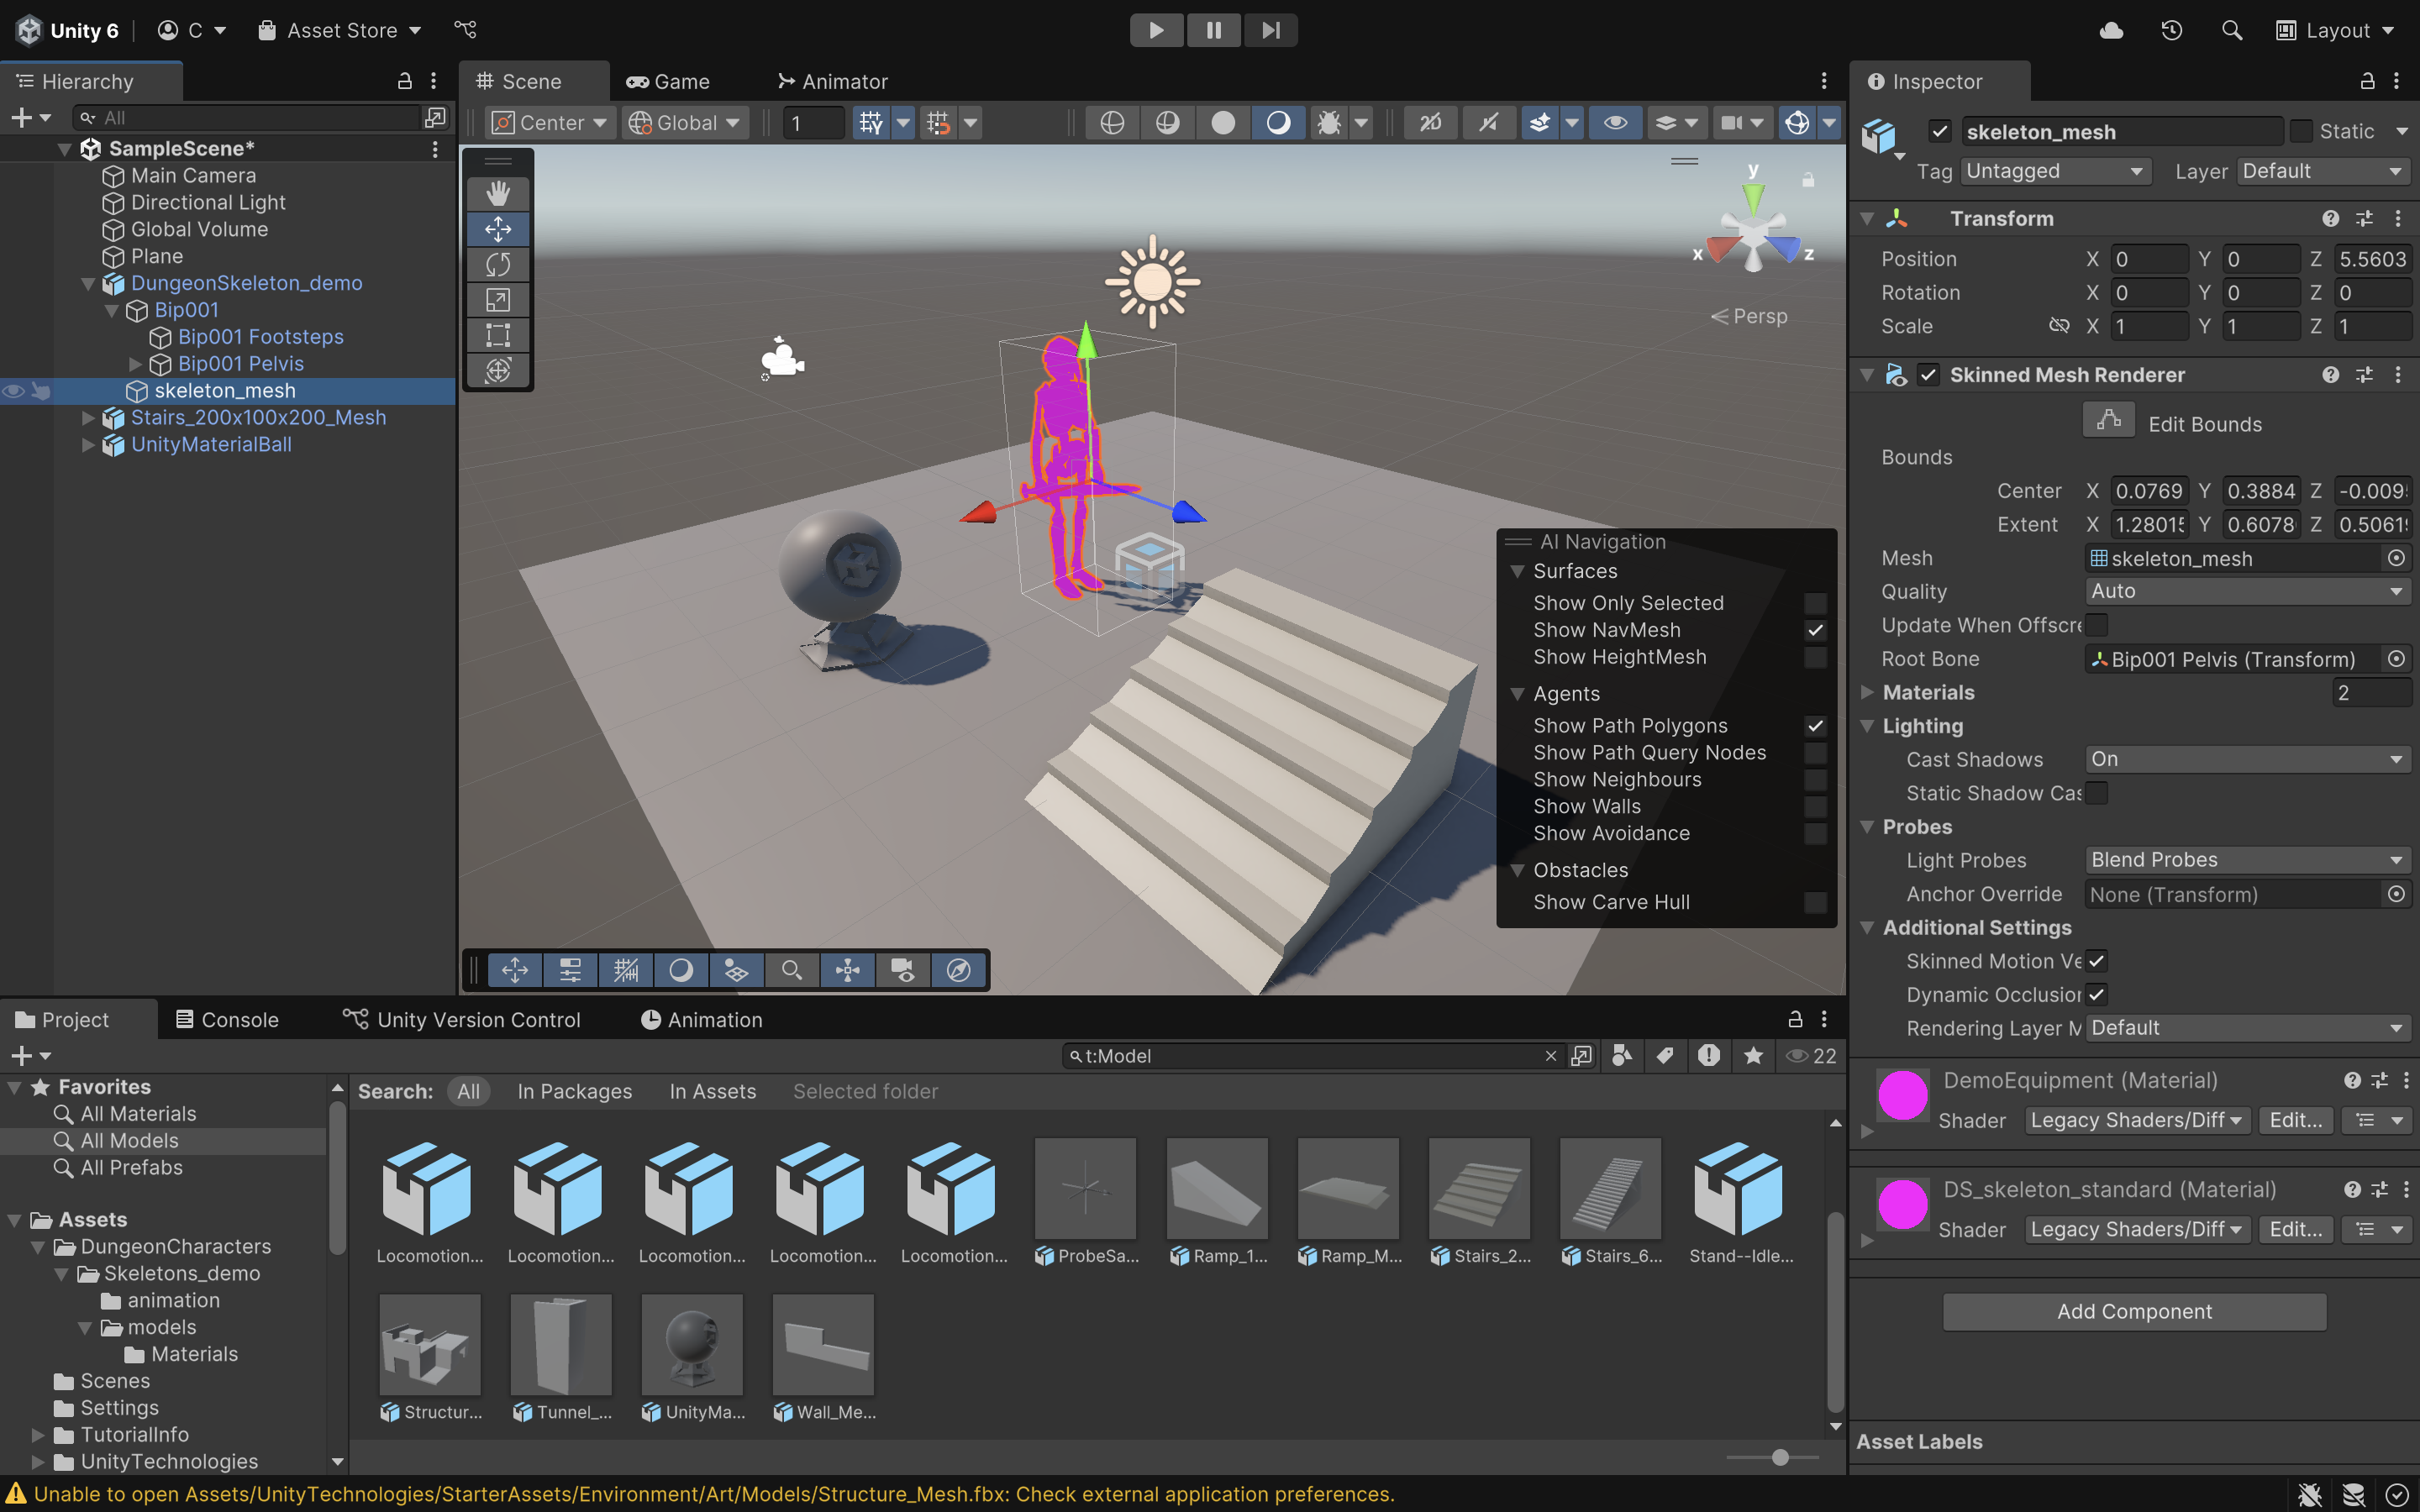 Unity 6
C
Asset Store
Layout
Hierarchy
All
SampleScene*
Main Camera
Directional Light
Global Volume
Plane
DungeonSkeleton_demo
Bip001
Bip001 Footsteps
Bip001 Pelvis
skeleton_mesh
Stairs_200x100x200_Mesh
UnityMaterialBall
Scene
Game
Animator
Center
Global
1
2D
y
x
z
Persp
AI Navigation
Surfaces
Show Only Selected
Show NavMesh
Show HeightMesh
Agents
Show Path Polygons
Show Path Query Nodes
Show Neighbours
Show Walls
Show Avoidance
Obstacles
Show Carve Hull
Inspector
skeleton_mesh
Static
Tag Untagged Layer Default
Transform
Position X 0 Y 0 Z 5.5603
Rotation X 0 Y 0 Z 0
Scale X 1 Y 1 Z 1
Skinned Mesh Renderer
Edit Bounds
Bounds
Center X 0.0769 Y 0.3884 Z -0.009
Extent X 1.2801 Y 0.6078 Z 0.5061
Mesh skeleton_mesh
Quality Auto
Update When Offscre
Root Bone Bip001 Pelvis (Transform)
Materials 2
Lighting
Cast Shadows On
Static Shadow Cas
Probes
Light Probes Blend Probes
Anchor Override None (Transform)
Additional Settings
Skinned Motion Ve
Dynamic Occlusion
Rendering Layer M Default
DemoEquipment (Material)
Shader Legacy Shaders/Diff Edit...
DS_skeleton_standard (Material)
Shader Legacy Shaders/Diff Edit...
Add Component
Asset Labels
Project
Console
Unity Version Control
Animation
t:Model
22
Favorites
All Materials
All Models
All Prefabs
Assets
DungeonCharacters
Skeletons_demo
animation
models
Materials
Scenes
Settings
TutorialInfo
UnityTechnologies
Search: All In Packages In Assets Selected folder
Locomotion... Locomotion... Locomotion... Locomotion... Locomotion... ProbeSa... Ramp_1... Ramp_M... Stairs_2... Stairs_6... Stand--Idle...
Structur... Tunnel_... UnityMa... Wall_Me...
Unable to open Assets/UnityTechnologies/StarterAssets/Environment/Art/Models/Structure_Mesh.fbx: Check external application preferences.